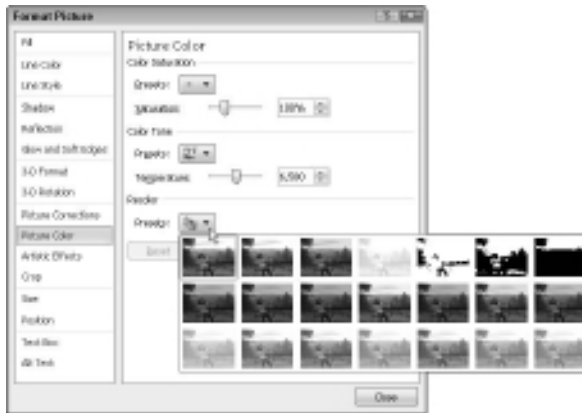 Format Picture
Fill
Line Color
Line Style
Shadow
Reflection
Glow and Soft Edges
3-D Format
3-D Rotation
Picture Corrections
Picture Color
Artistic Effects
Crop
Size
Position
Text Box
Alt Text
Picture Color
Color Saturation
Presets:
Saturation:
100%
Color Tone
Presets:
Temperature:
6,500
Recolor
Presets:
Reset
Close